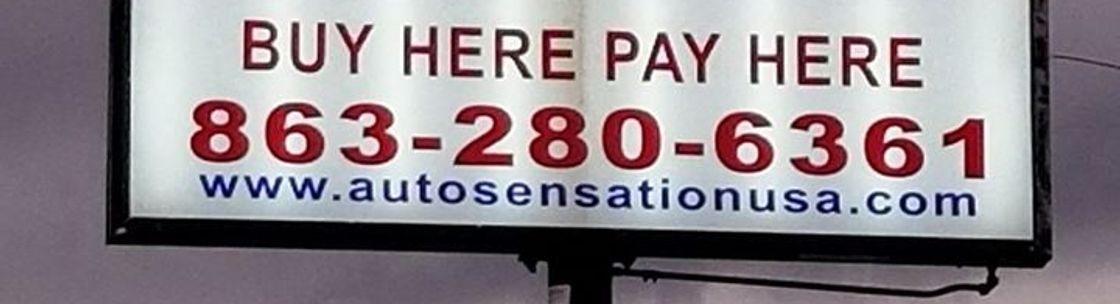 BUY HERE PAY HERE
863-280-6361
www.autosensationusa.com